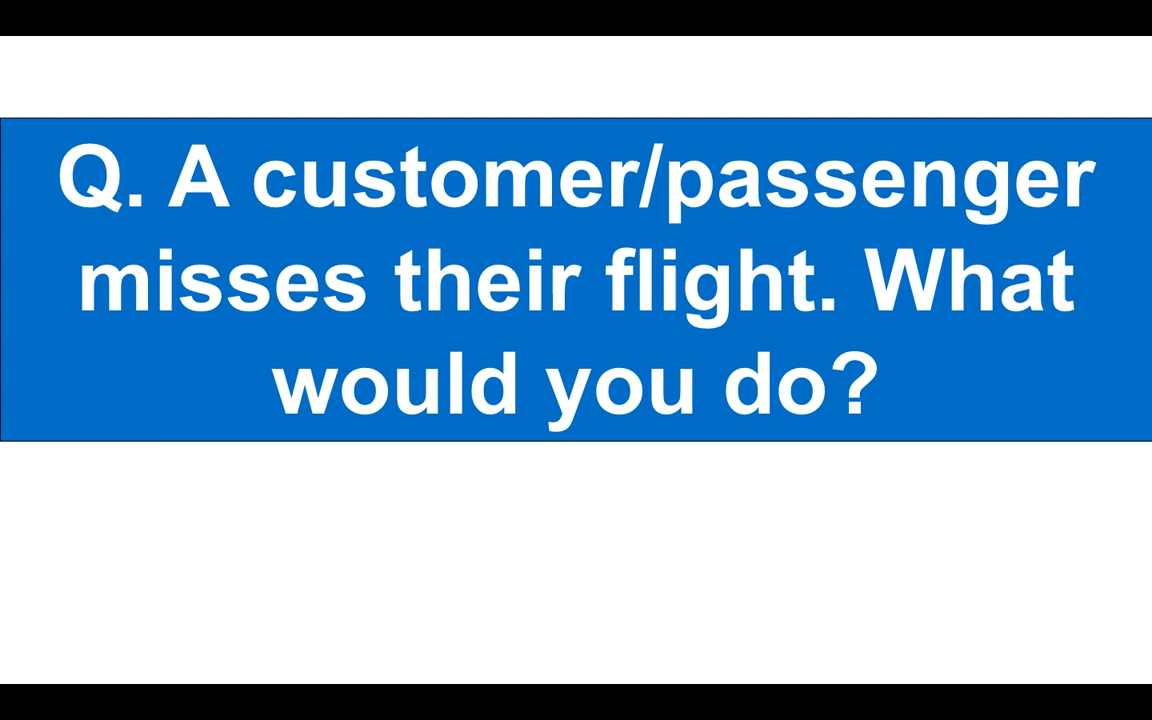 Q. A customer/passenger
misses their flight. What
would you do?